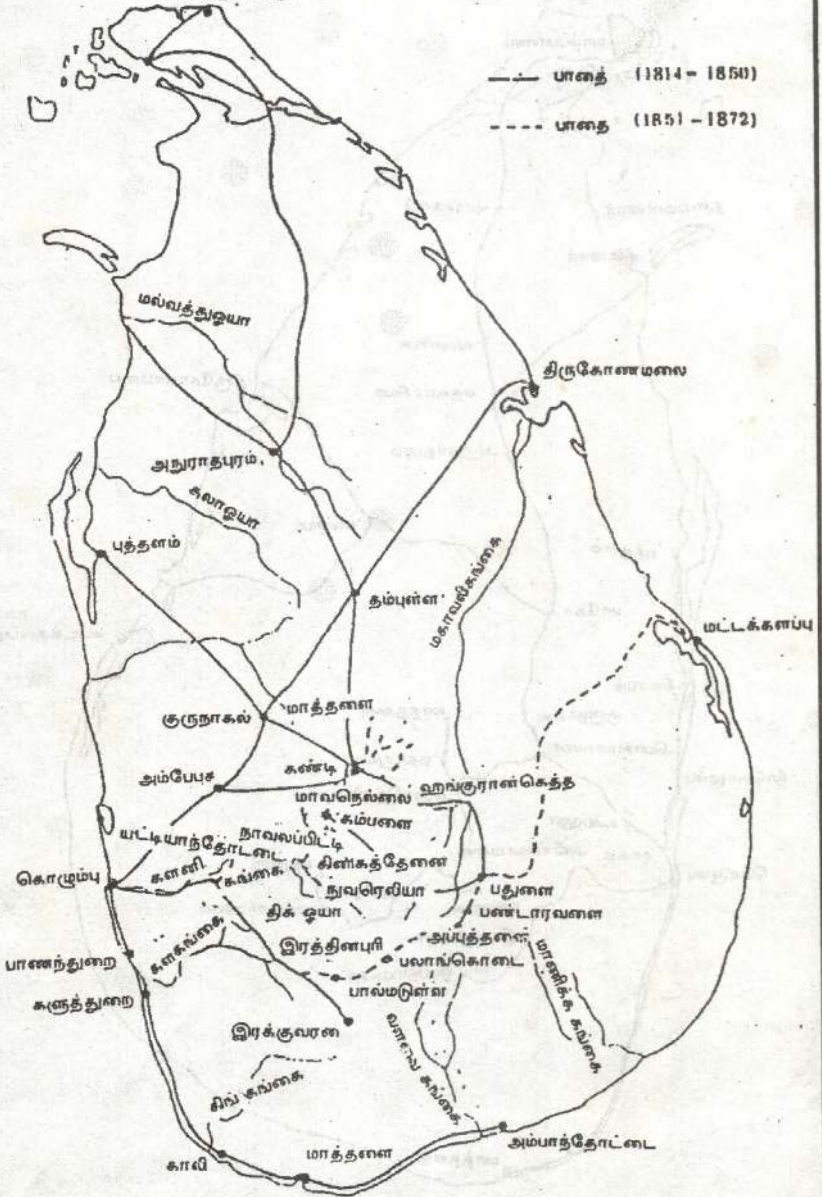 பாதை (1814 - 1850)
பாதை (1851 - 1872)
மல்வத்துஓயா
திருகோணமலை
அநுராதபுரம்
கலாஓயா
புத்தளம்
தம்புள்ள
மகாவலிகங்கை
மட்டக்களப்பு
குருநாகல்
மாத்தளை
கண்டி
அம்பேபுச
ஹங்குரான்கெத்த
மாவநெல்லை
கம்பளை
யட்டியாந்தோட்டை
நாவலப்பிட்டி
கொழும்பு
களனி கங்கை
கினிகத்தேனை
நுவரெலியா
பதுளை
திக் ஓயா
பண்டாரவளை
அப்புத்தளை
பாணந்துறை
களுகங்கை
இரத்தினபுரி
பலாங்கொடை
மாணிக்க கங்கை
பால்மடுள்ள
களுத்துறை
இரக்குவானை
வளவை கங்கை
கிங் கங்கை
அம்பாந்தோட்டை
காலி
மாத்தளை